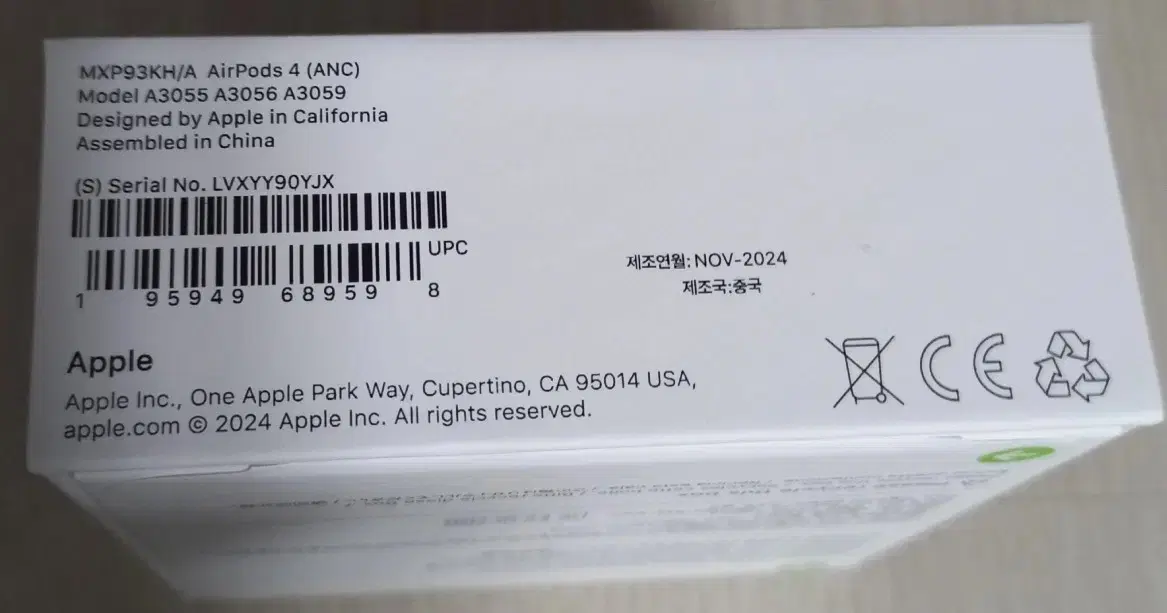 MXP93KH/A AirPods 4 (ANC)
Model A3055 A3056 A3059
Designed by Apple in California
Assembled in China
(S) Serial No. LVXYY90YJX
UPC
1 95949 68959 8
제조연월: NOV-2024
제조국:중국
Apple
Apple Inc., One Apple Park Way, Cupertino, CA 95014 USA,
apple.com © 2024 Apple Inc. All rights reserved.